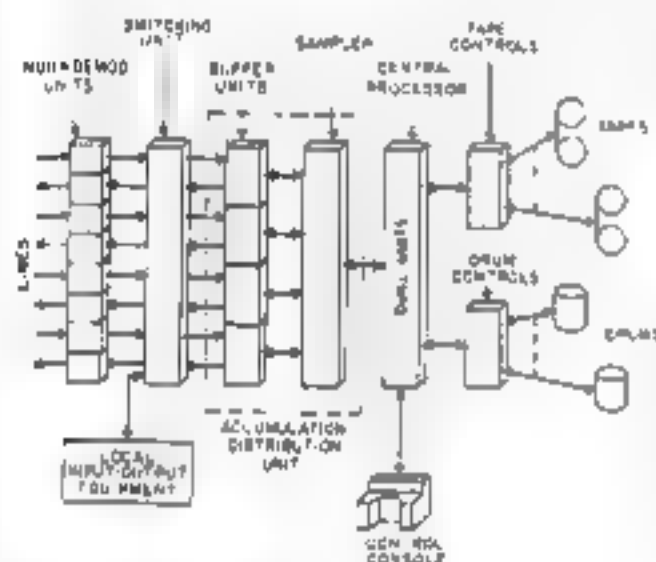 SWITCHING
UNIT
SAMPLER
TAPE
CONTROLS
UNITS
BUFFER
UNITS
CENTRAL
PROCESSOR
TAPES
LINES
DRUM
CONTROLS
DRUMS
ACCUMULATION
DISTRIBUTION
UNIT
LOCAL
INPUT-OUTPUT
EQUIPMENT
CONTROL
CONSOLE